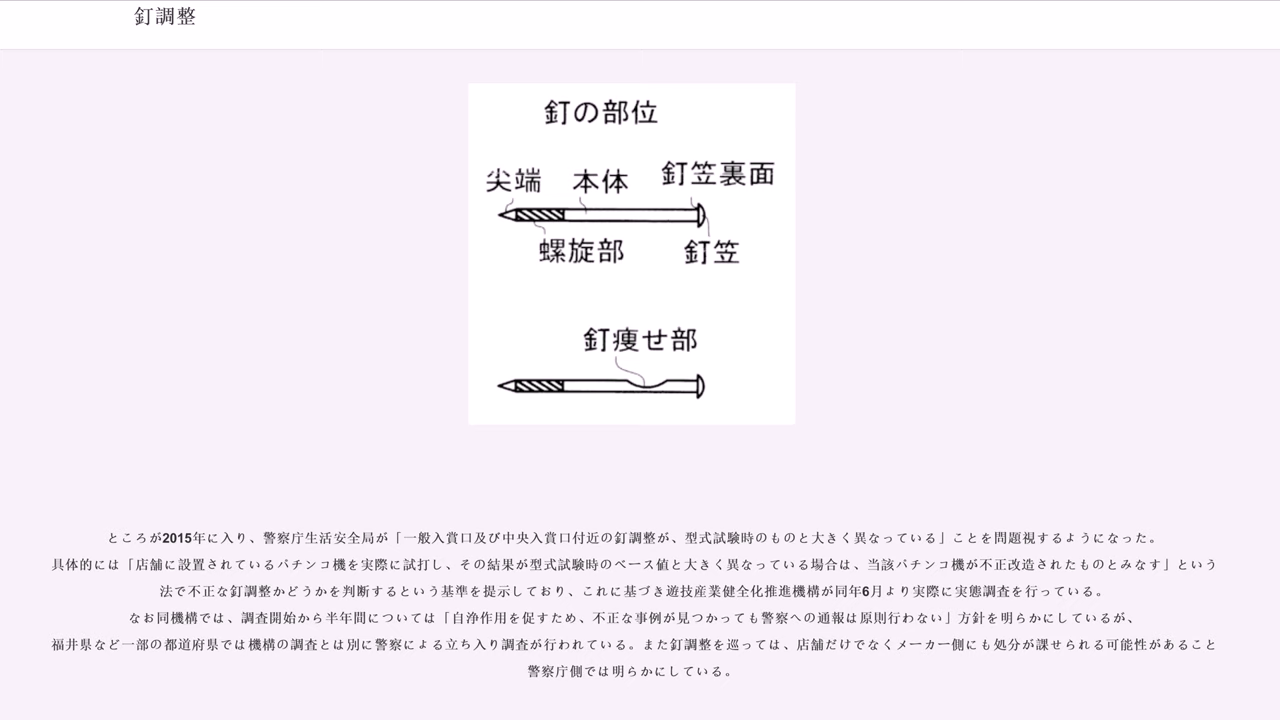 釘調整
釘の部位
尖端 本体 釘笠裏面
螺旋部 釘笠
釘痩せ部
ところが2015年に入り、警察庁生活安全局が「一般入賞口及び中央入賞口付近の釘調整が、型式試験時のものと大きく異なっている」ことを問題視するようになった。
具体的には「店舗に設置されているパチンコ機を実際に試打し、その結果が型式試験時のベース値と大きく異なっている場合は、当該パチンコ機が不正改造されたものとみなす」という
法で不正な釘調整かどうかを判断するという基準を提示しており、これに基づき遊技産業健全化推進機構が同年6月より実際に実態調査を行っている。
なお同機構では、調査開始から半年間については「自浄作用を促すため、不正な事例が見つかっても警察への通報は原則行わない」方針を明らかにしているが、
福井県など一部の都道府県では機構の調査とは別に警察による立ち入り調査が行われている。また釘調整を巡っては、店舗だけでなくメーカー側にも処分が課せられる可能性があること
警察庁側では明らかにしている。